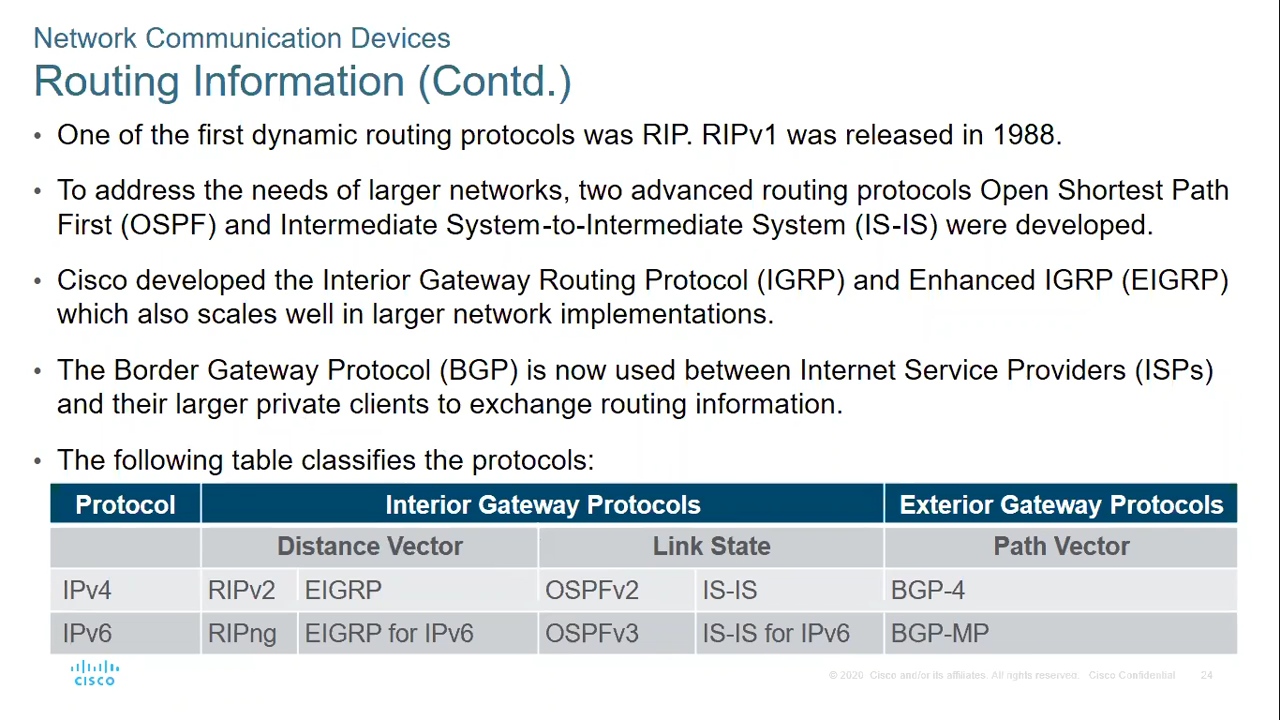 Network Communication Devices
Routing Information (Contd.)
• One of the first dynamic routing protocols was RIP. RIPv1 was released in 1988.
• To address the needs of larger networks, two advanced routing protocols Open Shortest Path
First (OSPF) and Intermediate System-to-Intermediate System (IS-IS) were developed.
• Cisco developed the Interior Gateway Routing Protocol (IGRP) and Enhanced IGRP (EIGRP)
which also scales well in larger network implementations.
• The Border Gateway Protocol (BGP) is now used between Internet Service Providers (ISPs)
and their larger private clients to exchange routing information.
• The following table classifies the protocols:
Protocol Interior Gateway Protocols Exterior Gateway Protocols
Distance Vector Link State Path Vector
IPv4 RIPv2 EIGRP OSPFv2 IS-IS BGP-4
IPv6 RIPng EIGRP for IPv6 OSPFv3 IS-IS for IPv6 BGP-MP
CISCO
© 2020 Cisco and/or its affiliates. All rights reserved. Cisco Confidential 24